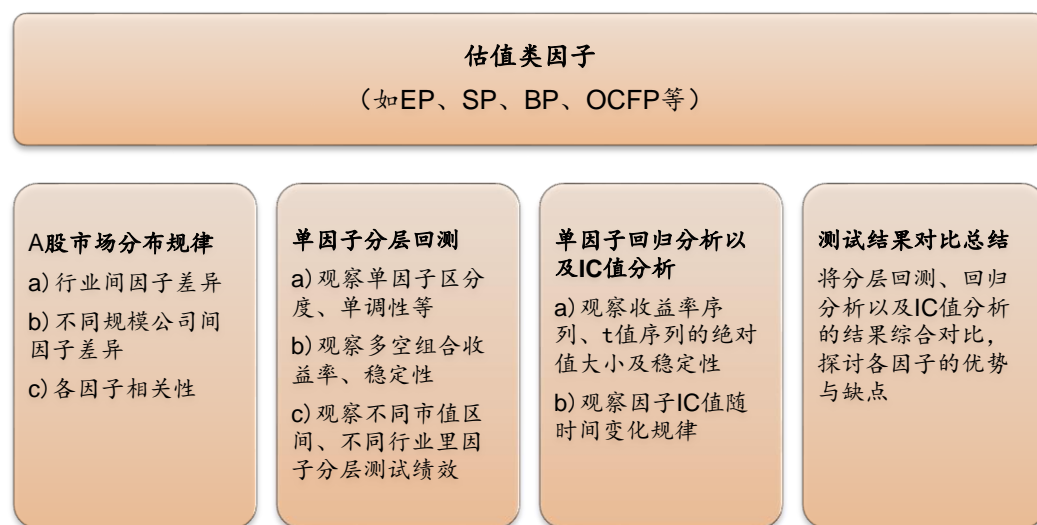 估值类因子
（如EP、SP、BP、OCFP等）
A股市场分布规律
a)行业间因子差异
b)不同规模公司间
因子差异
c)各因子相关性
单因子分层回测
a)观察单因子区分
度、单调性等
b)观察多空组合收
益率、稳定性
c)观察不同市值区
间、不同行业里因
子分层测试绩效
单因子回归分析以
及IC值分析
a)观察收益率序
列、t值序列的绝对
值大小及稳定性
b)观察因子IC值随
时间变化规律
测试结果对比总结
将分层回测、回归
分析以及IC值分析
的结果综合对比，
探讨各因子的优势
与缺点